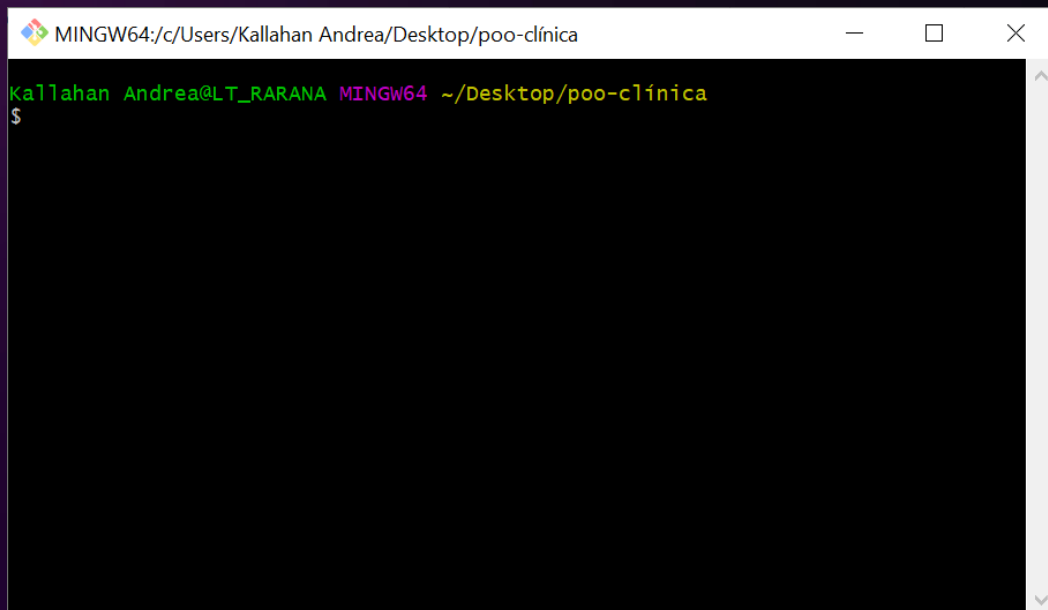 MINGW64:/c/Users/Kallahan Andrea/Desktop/poo-clínica
Kallahan Andrea@LT_RARANA MINGW64 ~/Desktop/poo-clínica
$